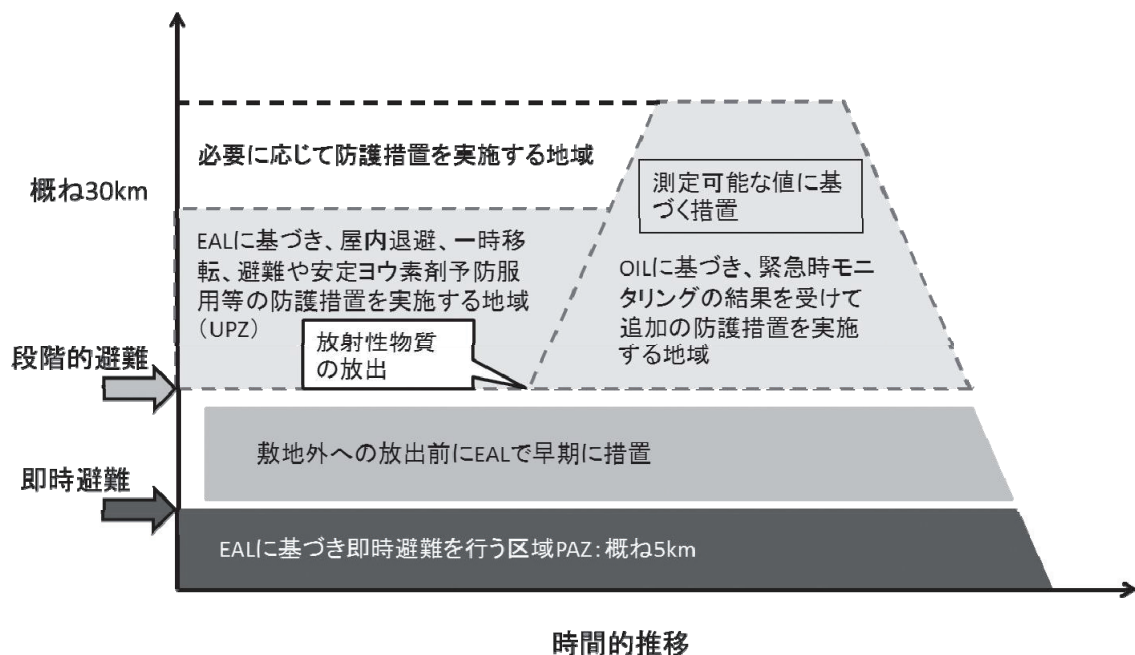 必要に応じて防護措置を実施する地域
概ね30km
測定可能な値に基
づく措置
EALに基づき、屋内退避、一時移
転、避難や安定ヨウ素剤予防服
用等の防護措置を実施する地域
(UPZ)
OILに基づき、緊急時モニ
タリングの結果を受けて
追加の防護措置を実施
する地域
放射性物質
の放出
段階的避難
敷地外への放出前にEALで早期に措置
即時避難
EALに基づき即時避難を行う区域PAZ：概ね5km
時間的推移